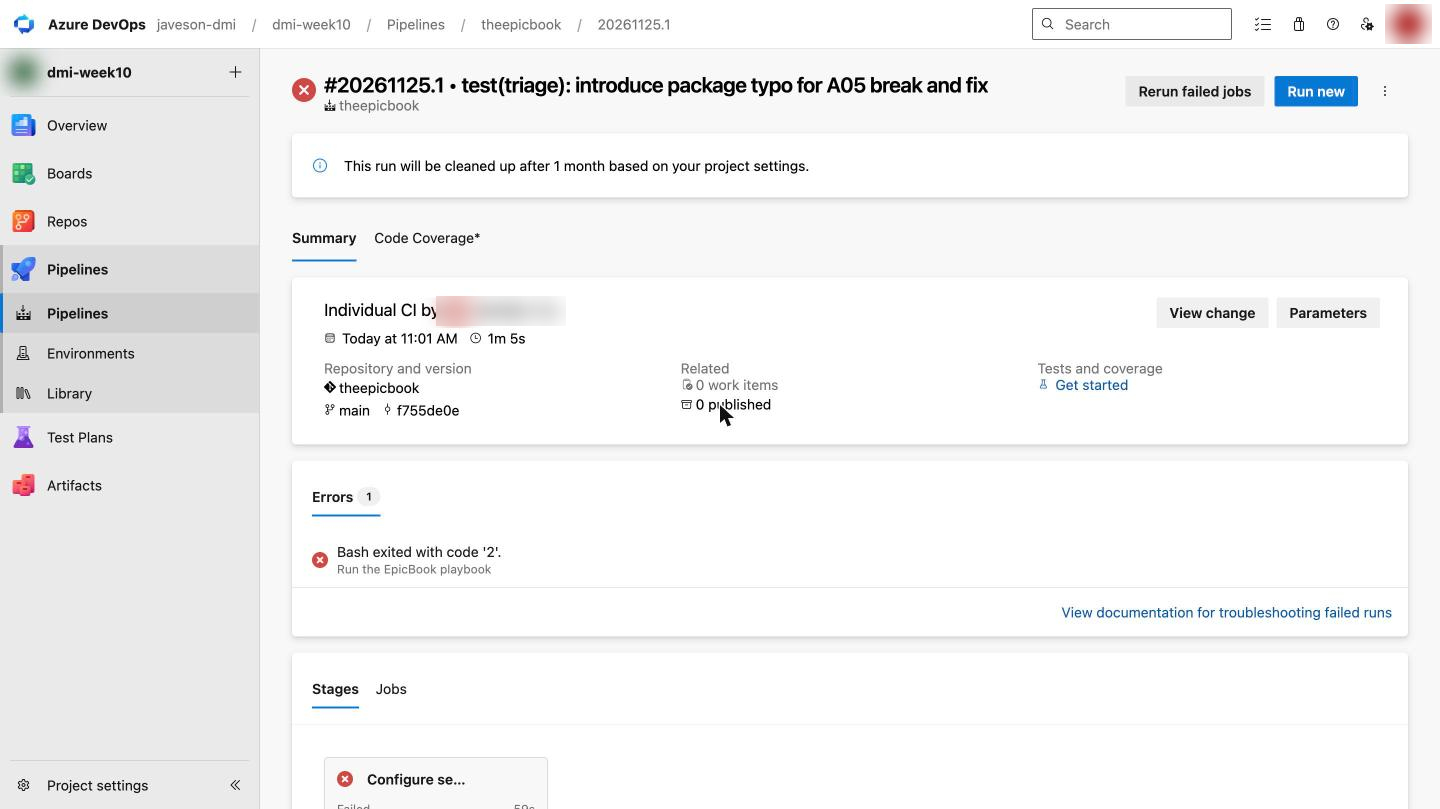 Azure DevOps javeson-dmi / dmi-week10 / Pipelines / theepicbook / 20261125.1
Search
dmi-week10
Overview
Boards
Repos
Pipelines
Pipelines
Environments
Library
Test Plans
Artifacts
Project settings
#20261125.1 • test(triage): introduce package typo for A05 break and fix
theepicbook
Rerun failed jobs
Run new
This run will be cleaned up after 1 month based on your project settings.
Summary
Code Coverage*
Individual CI by
View change
Parameters
Today at 11:01 AM 1m 5s
Repository and version
theepicbook
main f755de0e
Related
0 work items
0 published
Tests and coverage
Get started
Errors 1
Bash exited with code '2'.
Run the EpicBook playbook
View documentation for troubleshooting failed runs
Stages
Jobs
Configure se...
Failed 59s